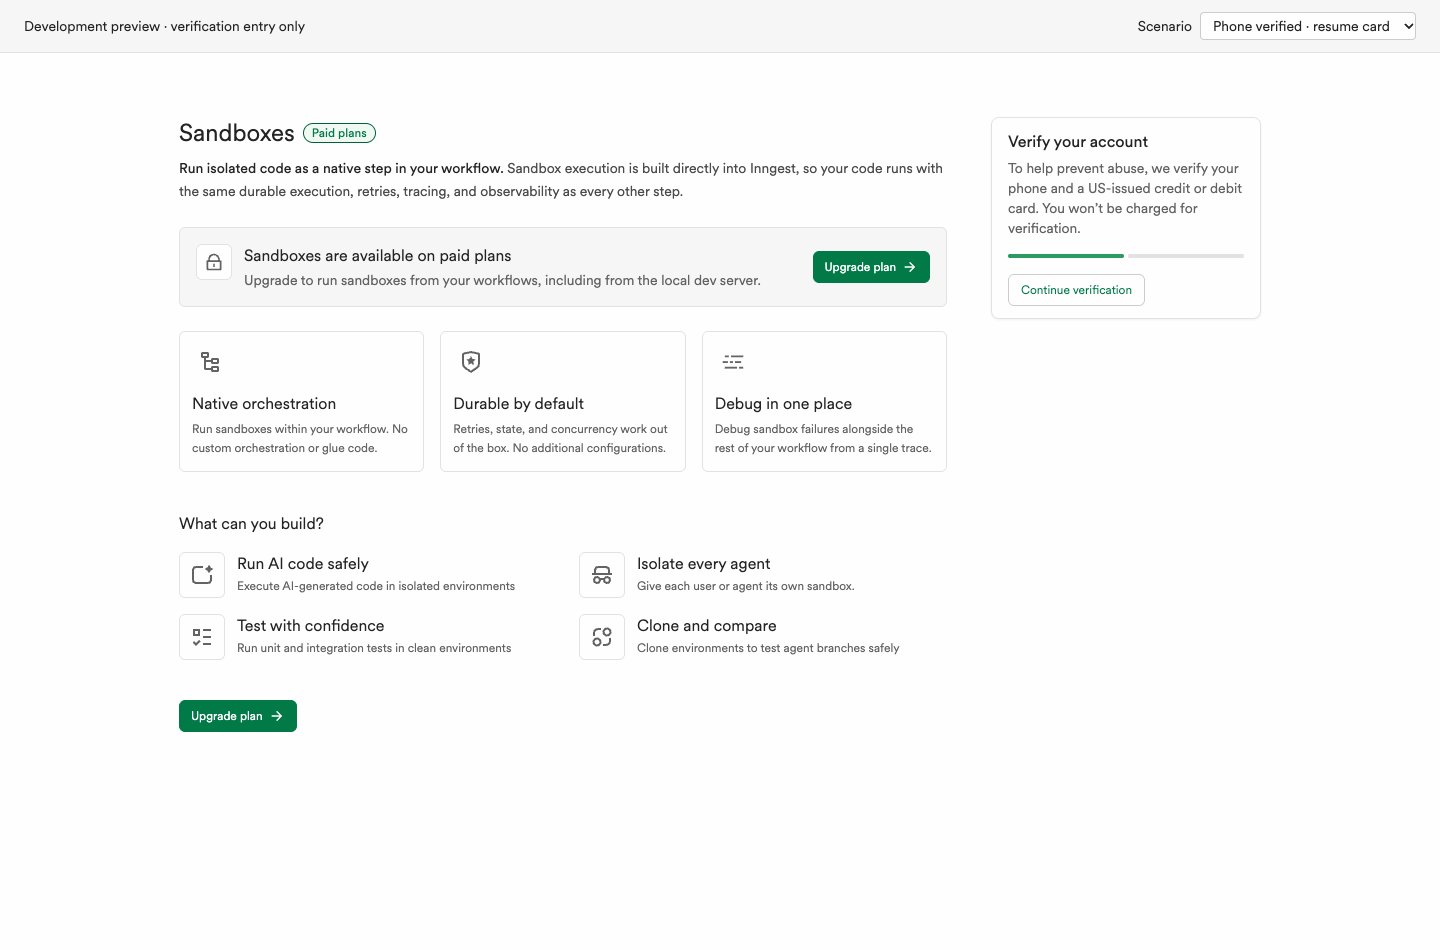 Development preview · verification entry only
Scenario
Phone verified · resume card
Sandboxes
Paid plans
Run isolated code as a native step in your workflow. Sandbox execution is built directly into Inngest, so your code runs with
the same durable execution, retries, tracing, and observability as every other step.
Sandboxes are available on paid plans
Upgrade to run sandboxes from your workflows, including from the local dev server.
Upgrade plan
Native orchestration
Run sandboxes within your workflow. No
custom orchestration or glue code.
Durable by default
Retries, state, and concurrency work out
of the box. No additional configurations.
Debug in one place
Debug sandbox failures alongside the
rest of your workflow from a single trace.
What can you build?
Run AI code safely
Execute AI-generated code in isolated environments
Isolate every agent
Give each user or agent its own sandbox.
Test with confidence
Run unit and integration tests in clean environments
Clone and compare
Clone environments to test agent branches safely
Upgrade plan
Verify your account
To help prevent abuse, we verify your
phone and a US-issued credit or debit
card. You won’t be charged for
verification.
Continue verification